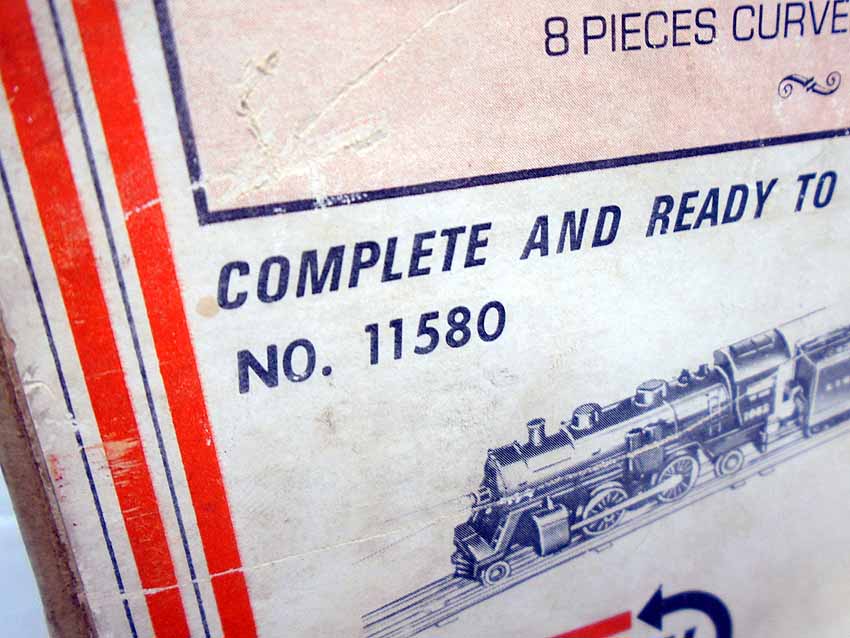 8 PIECES CURVE
COMPLETE AND READY TO
NO. 11580